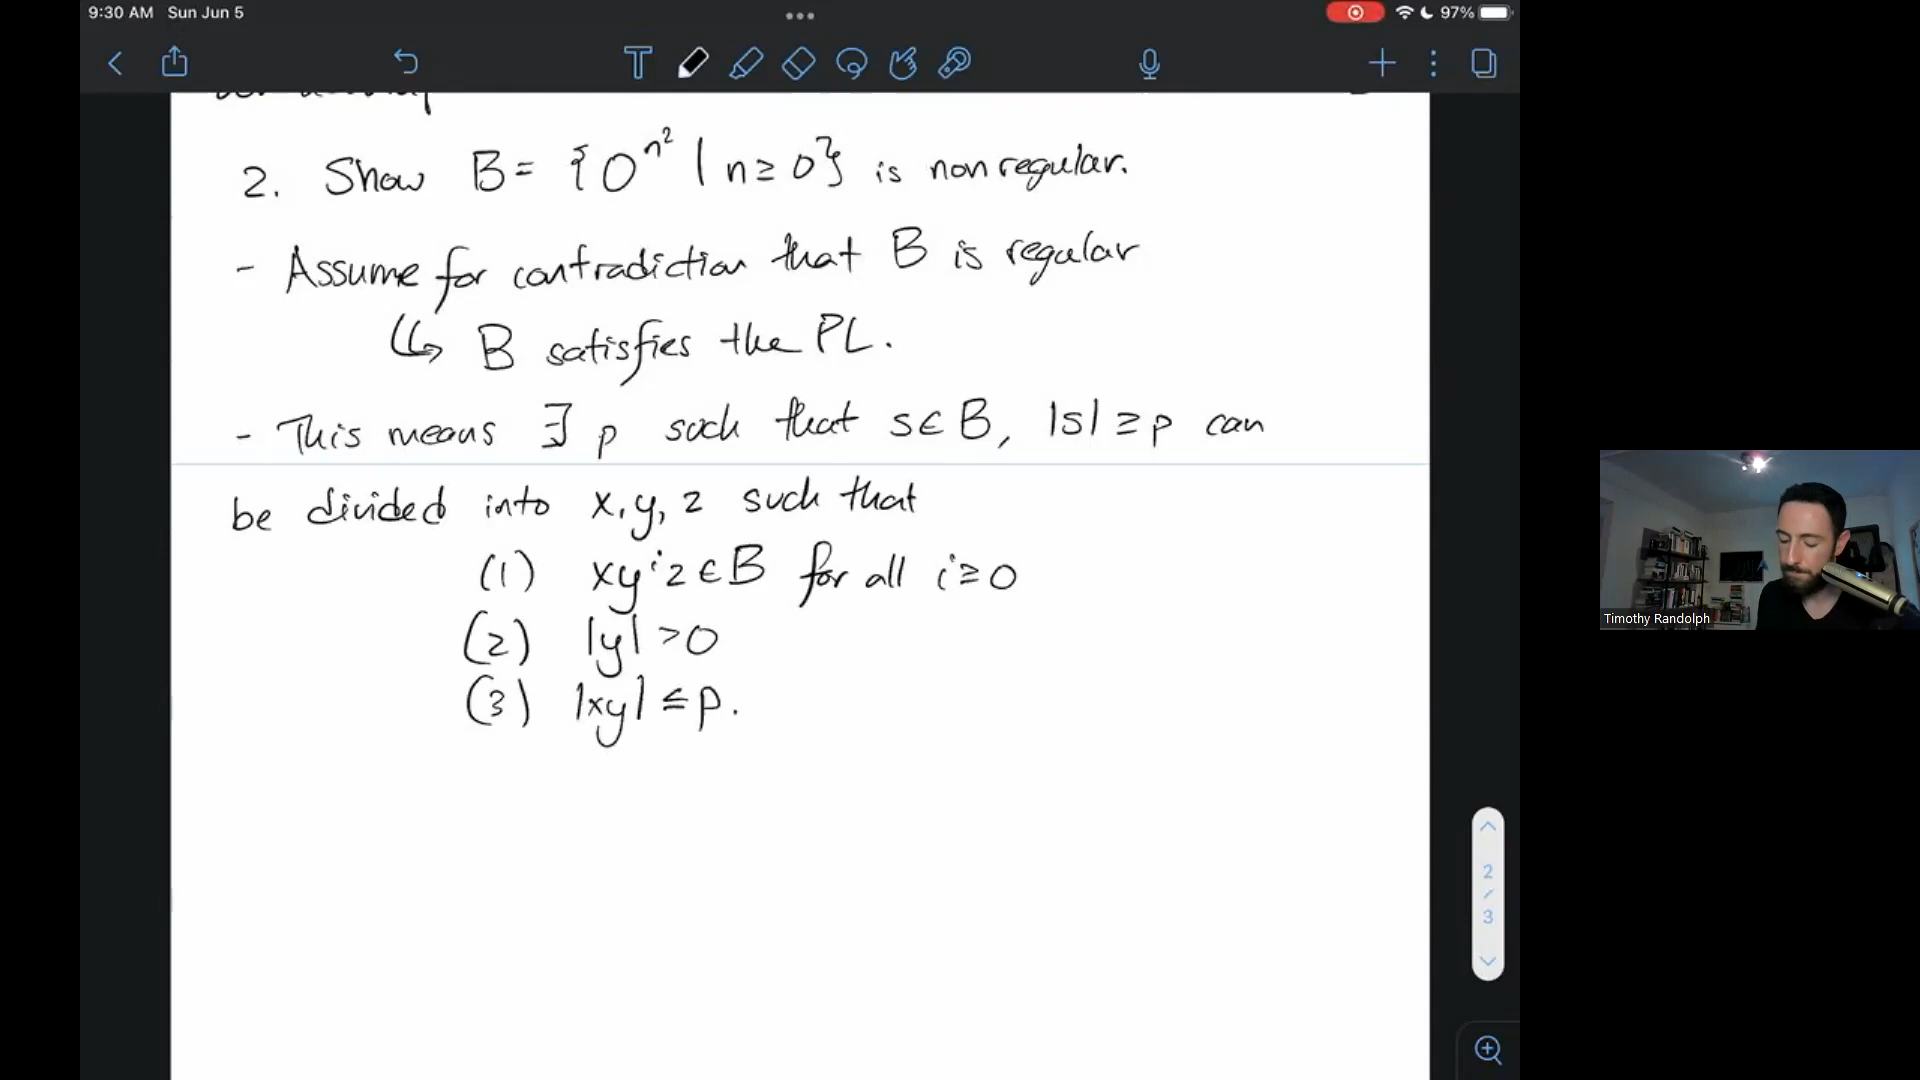 9:30 AM Sun Jun 5
97%
2. Show B = {0^{n^2} | n ≥ 0} is nonregular.
- Assume for contradiction that B is regular
↳ B satisfies the PL.
- This means ∃ p such that s ∈ B, |s| ≥ p can
be divided into x, y, z such that
(1) xy^i z ∈ B for all i ≥ 0
(2) |y| > 0
(3) |xy| ≤ p.
Timothy Randolph
2
/
3